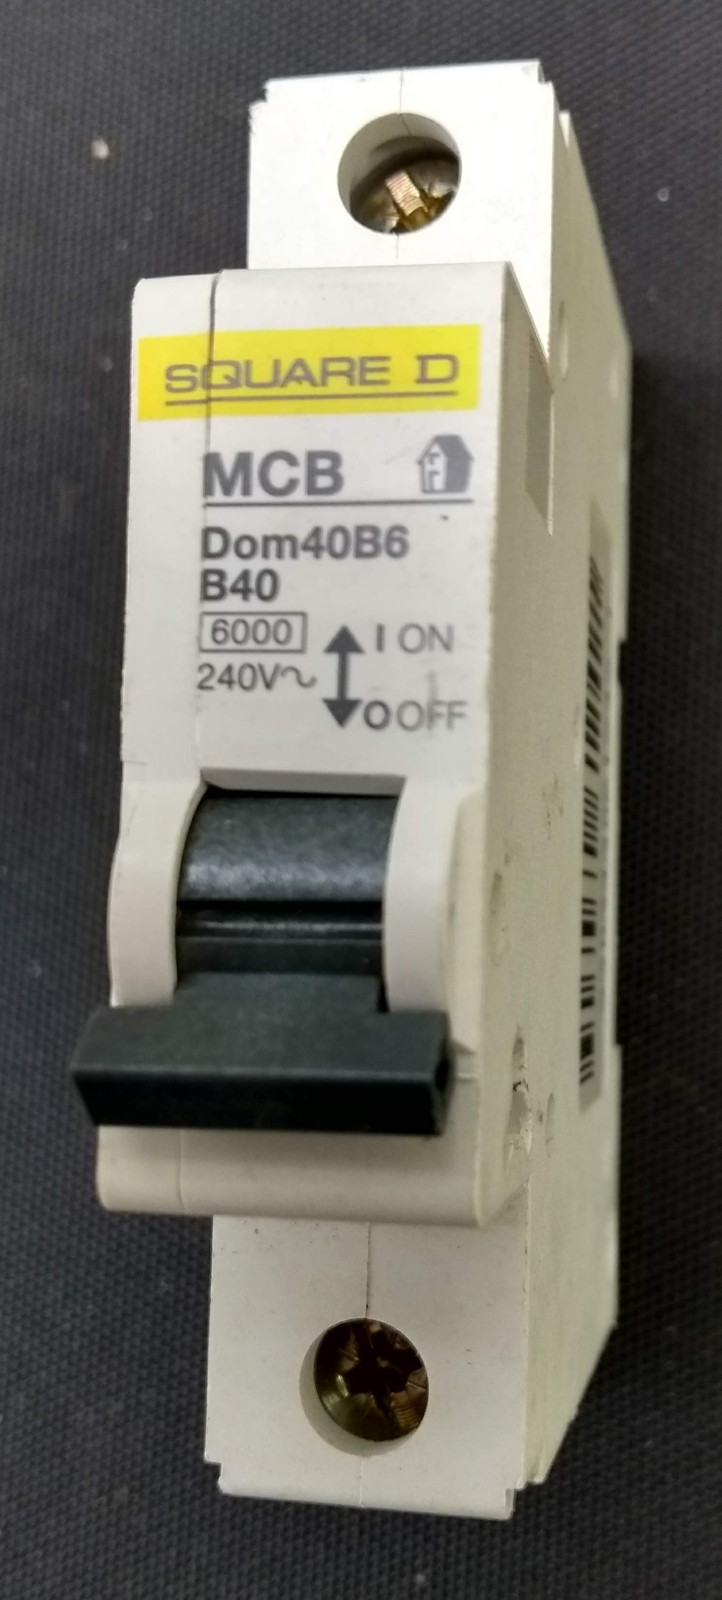 SQUARE D
MCB
Dom40B6
B40
6000
I ON
240V~
O OFF